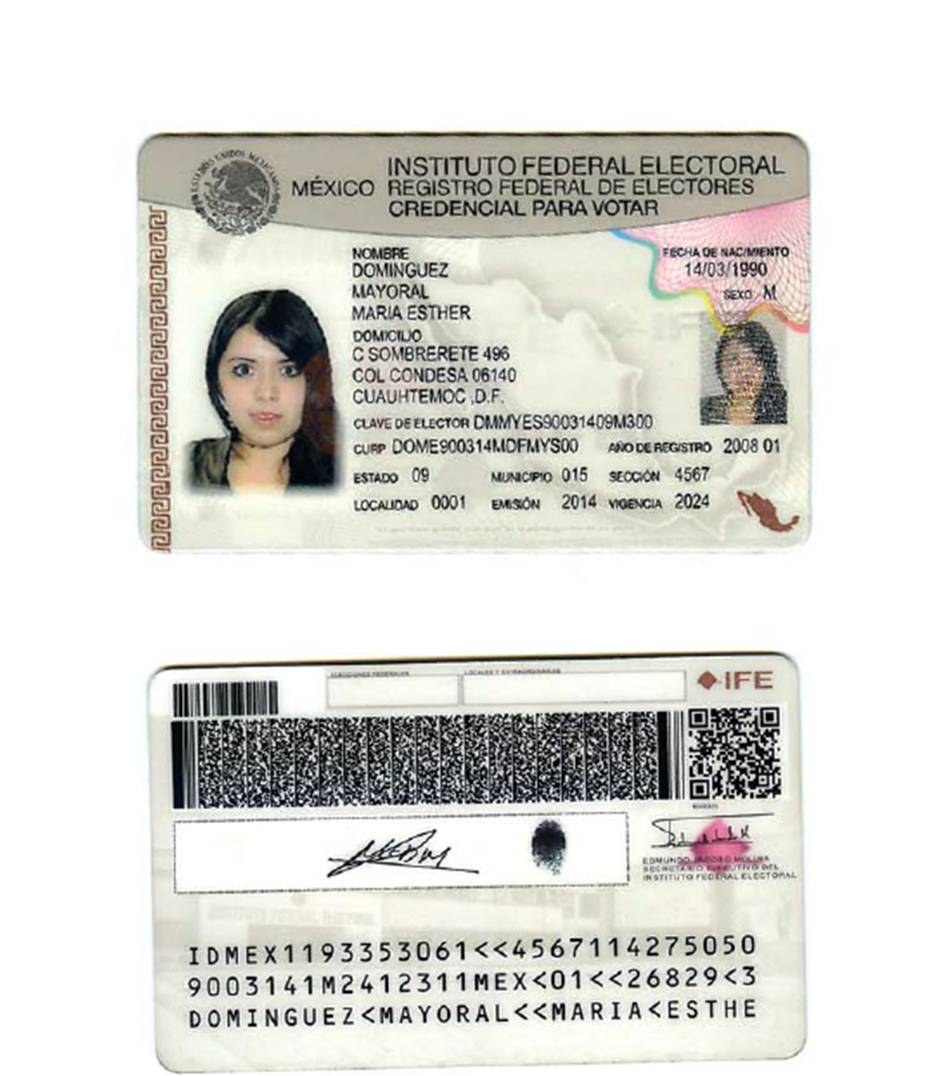 ESTADOS UNIDOS MEXICANOS
MÉXICO
INSTITUTO FEDERAL ELECTORAL
REGISTRO FEDERAL DE ELECTORES
CREDENCIAL PARA VOTAR
NOMBRE
DOMINGUEZ
MAYORAL
MARIA ESTHER
FECHA DE NACIMIENTO
14/03/1990
SEXO M
DOMICILIO
C SOMBRERETE 496
COL CONDESA 06140
CUAUHTEMOC ,D.F.
CLAVE DE ELECTOR DMMYES90031409M300
CURP DOME900314MDFMYS00 AÑO DE REGISTRO 2008 01
ESTADO 09 MUNICIPIO 015 SECCIÓN 4567
LOCALIDAD 0001 EMISIÓN 2014 VIGENCIA 2024
ELECCIONES FEDERALES
LOCALES Y EXTRAORDINARIAS
IFE
EDMUNDO JACOBO MOLINA
SECRETARIO EJECUTIVO DEL
INSTITUTO FEDERAL ELECTORAL
IDMEX1193353061<<4567114275050
9003141M2412311MEX<01<<26829<3
DOMINGUEZ<MAYORAL<<MARIA<ESTHE